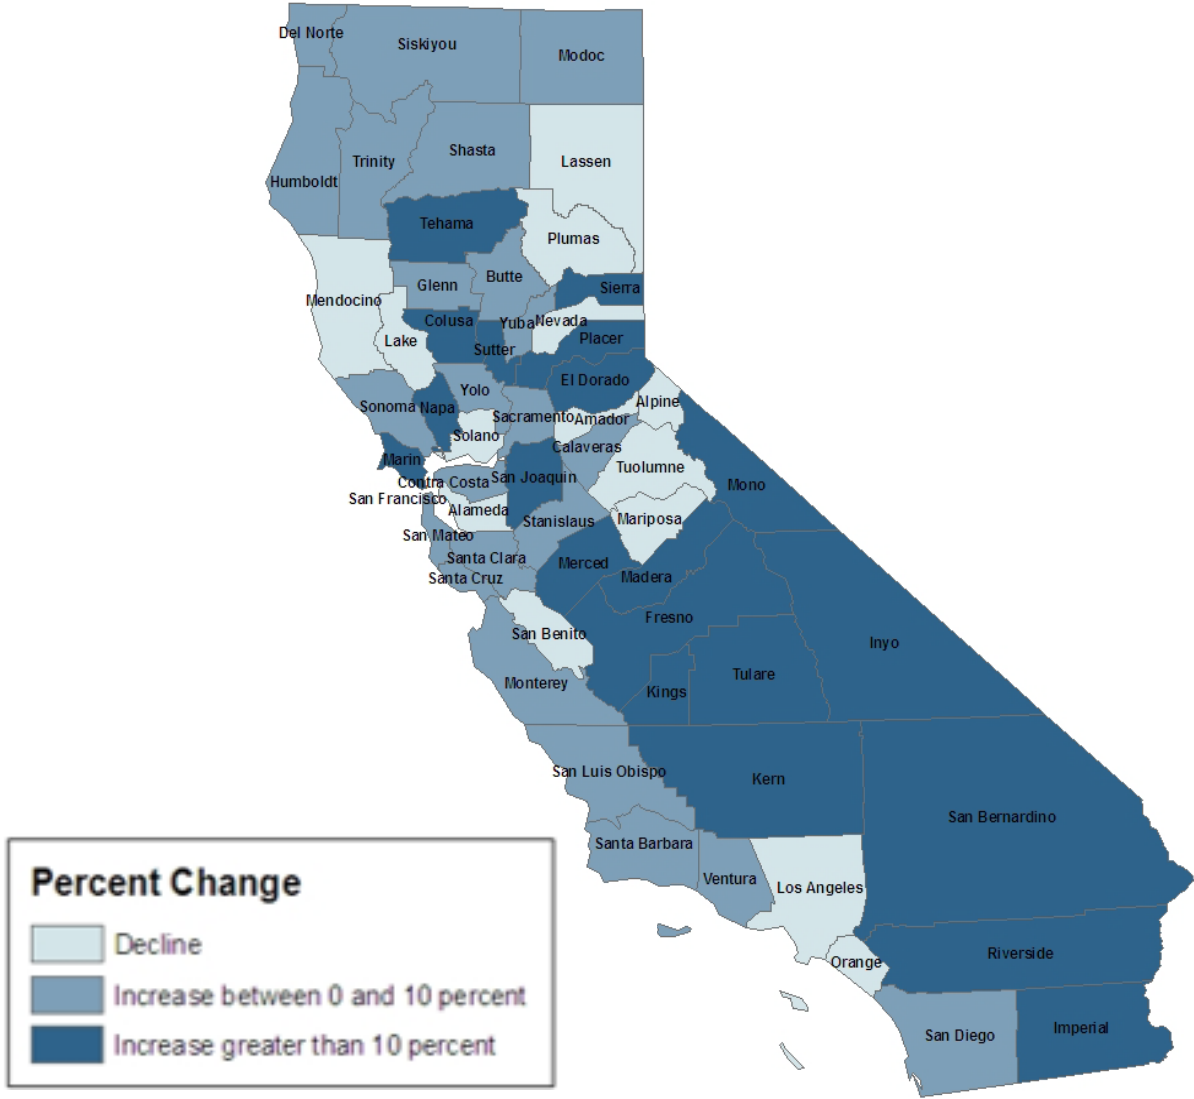 Del Norte
Siskiyou
Modoc
Shasta
Trinity
Lassen
Humboldt
Tehama
Plumas
Butte
Glenn
Sierra
Mendocino
Colusa
Yuba
Nevada
Placer
Lake
Sutter
El Dorado
Yolo
Alpine
Sonoma
Napa
Sacramento
Amador
Solano
Calaveras
Marin
Tuolumne
San Joaquin
Contra Costa
Mono
San Francisco
Alameda
Mariposa
Stanislaus
San Mateo
Santa Clara
Merced
Santa Cruz
Madera
Fresno
San Benito
Inyo
Tulare
Monterey
Kings
San Luis Obispo
Kern
San Bernardino
Santa Barbara
Ventura
Los Angeles
Riverside
Orange
Imperial
San Diego
Percent Change
Decline
Increase between 0 and 10 percent
Increase greater than 10 percent